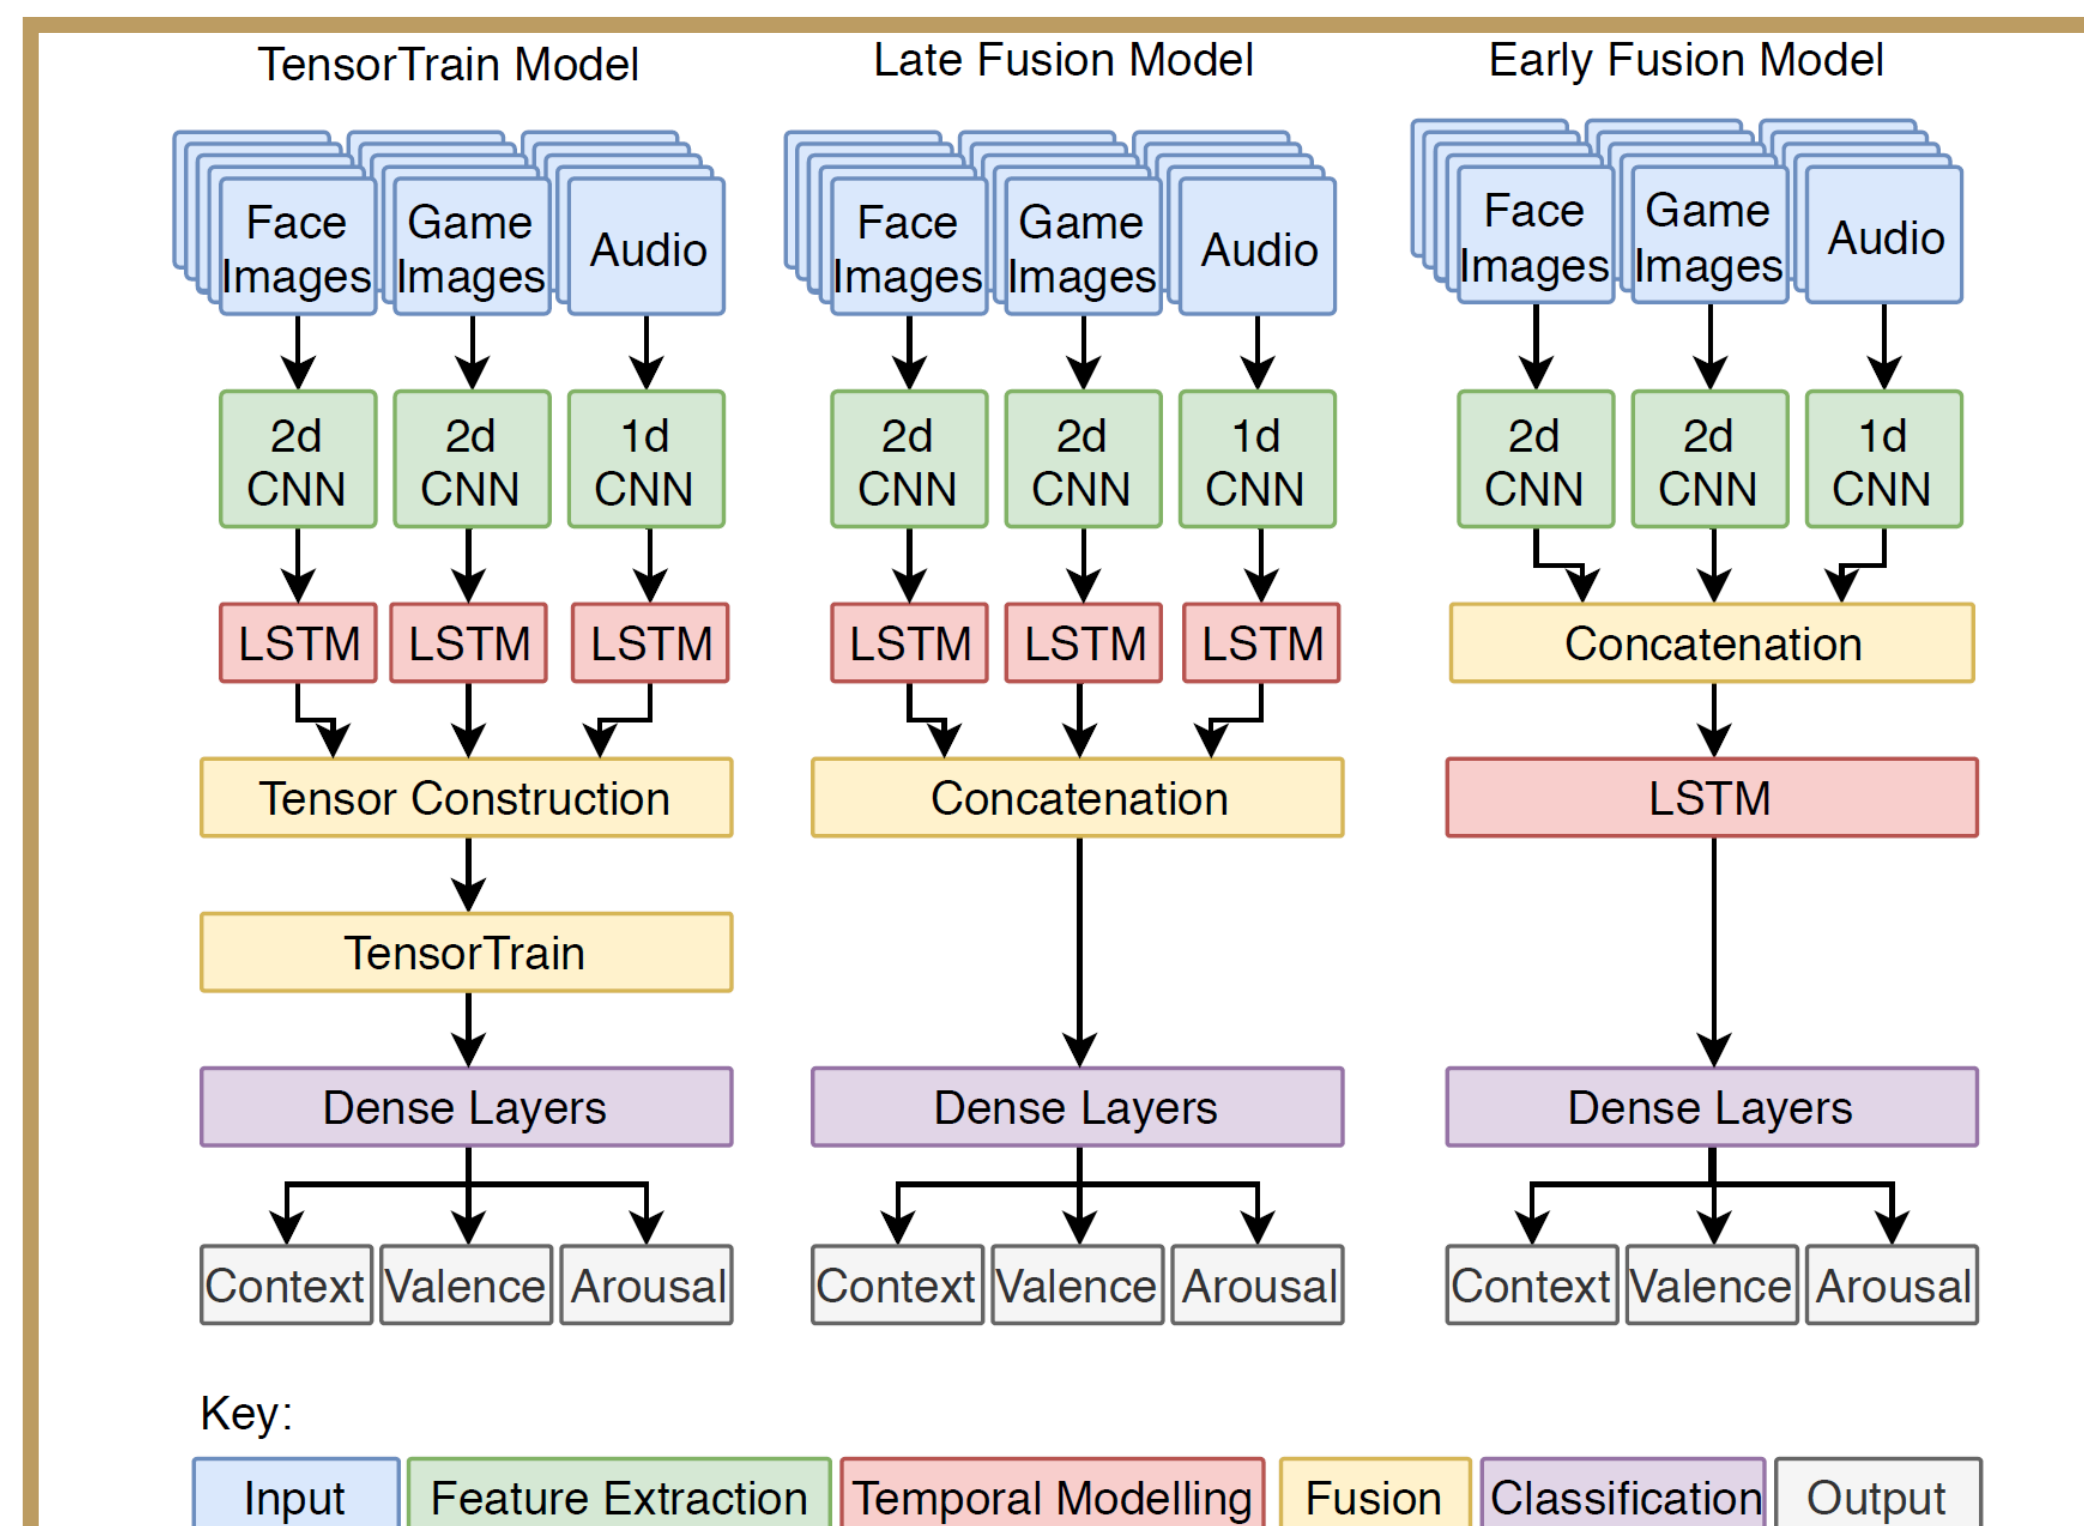 TensorTrain Model
Late Fusion Model
Early Fusion Model
Face
Images
Game
Images
Audio
Face
Images
Game
Images
Audio
Face
Images
Game
Images
Audio
2d
CNN
2d
CNN
1d
CNN
2d
CNN
2d
CNN
1d
CNN
2d
CNN
2d
CNN
1d
CNN
LSTM
LSTM
LSTM
LSTM
LSTM
LSTM
Concatenation
Tensor Construction
Concatenation
LSTM
TensorTrain
Dense Layers
Dense Layers
Dense Layers
Context
Valence
Arousal
Context
Valence
Arousal
Context
Valence
Arousal
Key:
Input
Feature Extraction
Temporal Modelling
Fusion
Classification
Output